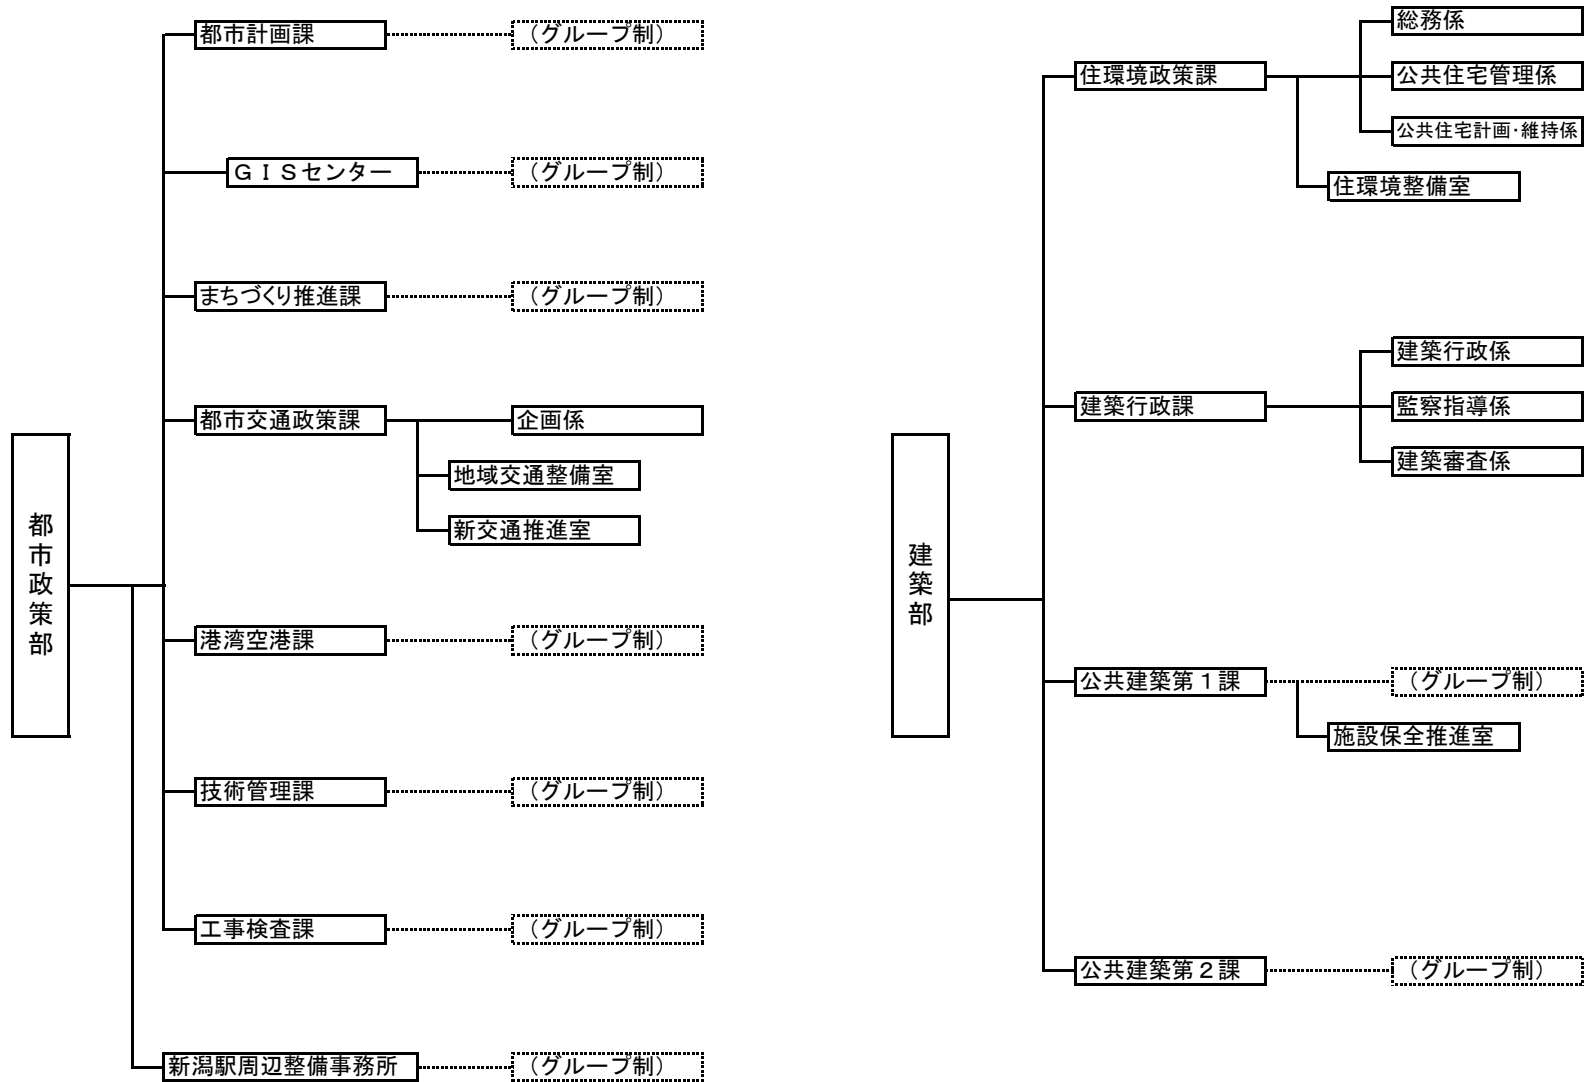 都市政策部
都市計画課
（グループ制）
ＧＩＳセンター
（グループ制）
まちづくり推進課
（グループ制）
都市交通政策課
企画係
地域交通整備室
新交通推進室
港湾空港課
（グループ制）
技術管理課
（グループ制）
工事検査課
（グループ制）
新潟駅周辺整備事務所
（グループ制）
建築部
住環境政策課
総務係
公共住宅管理係
公共住宅計画・維持係
住環境整備室
建築行政課
建築行政係
監察指導係
建築審査係
公共建築第１課
（グループ制）
施設保全推進室
公共建築第２課
（グループ制）